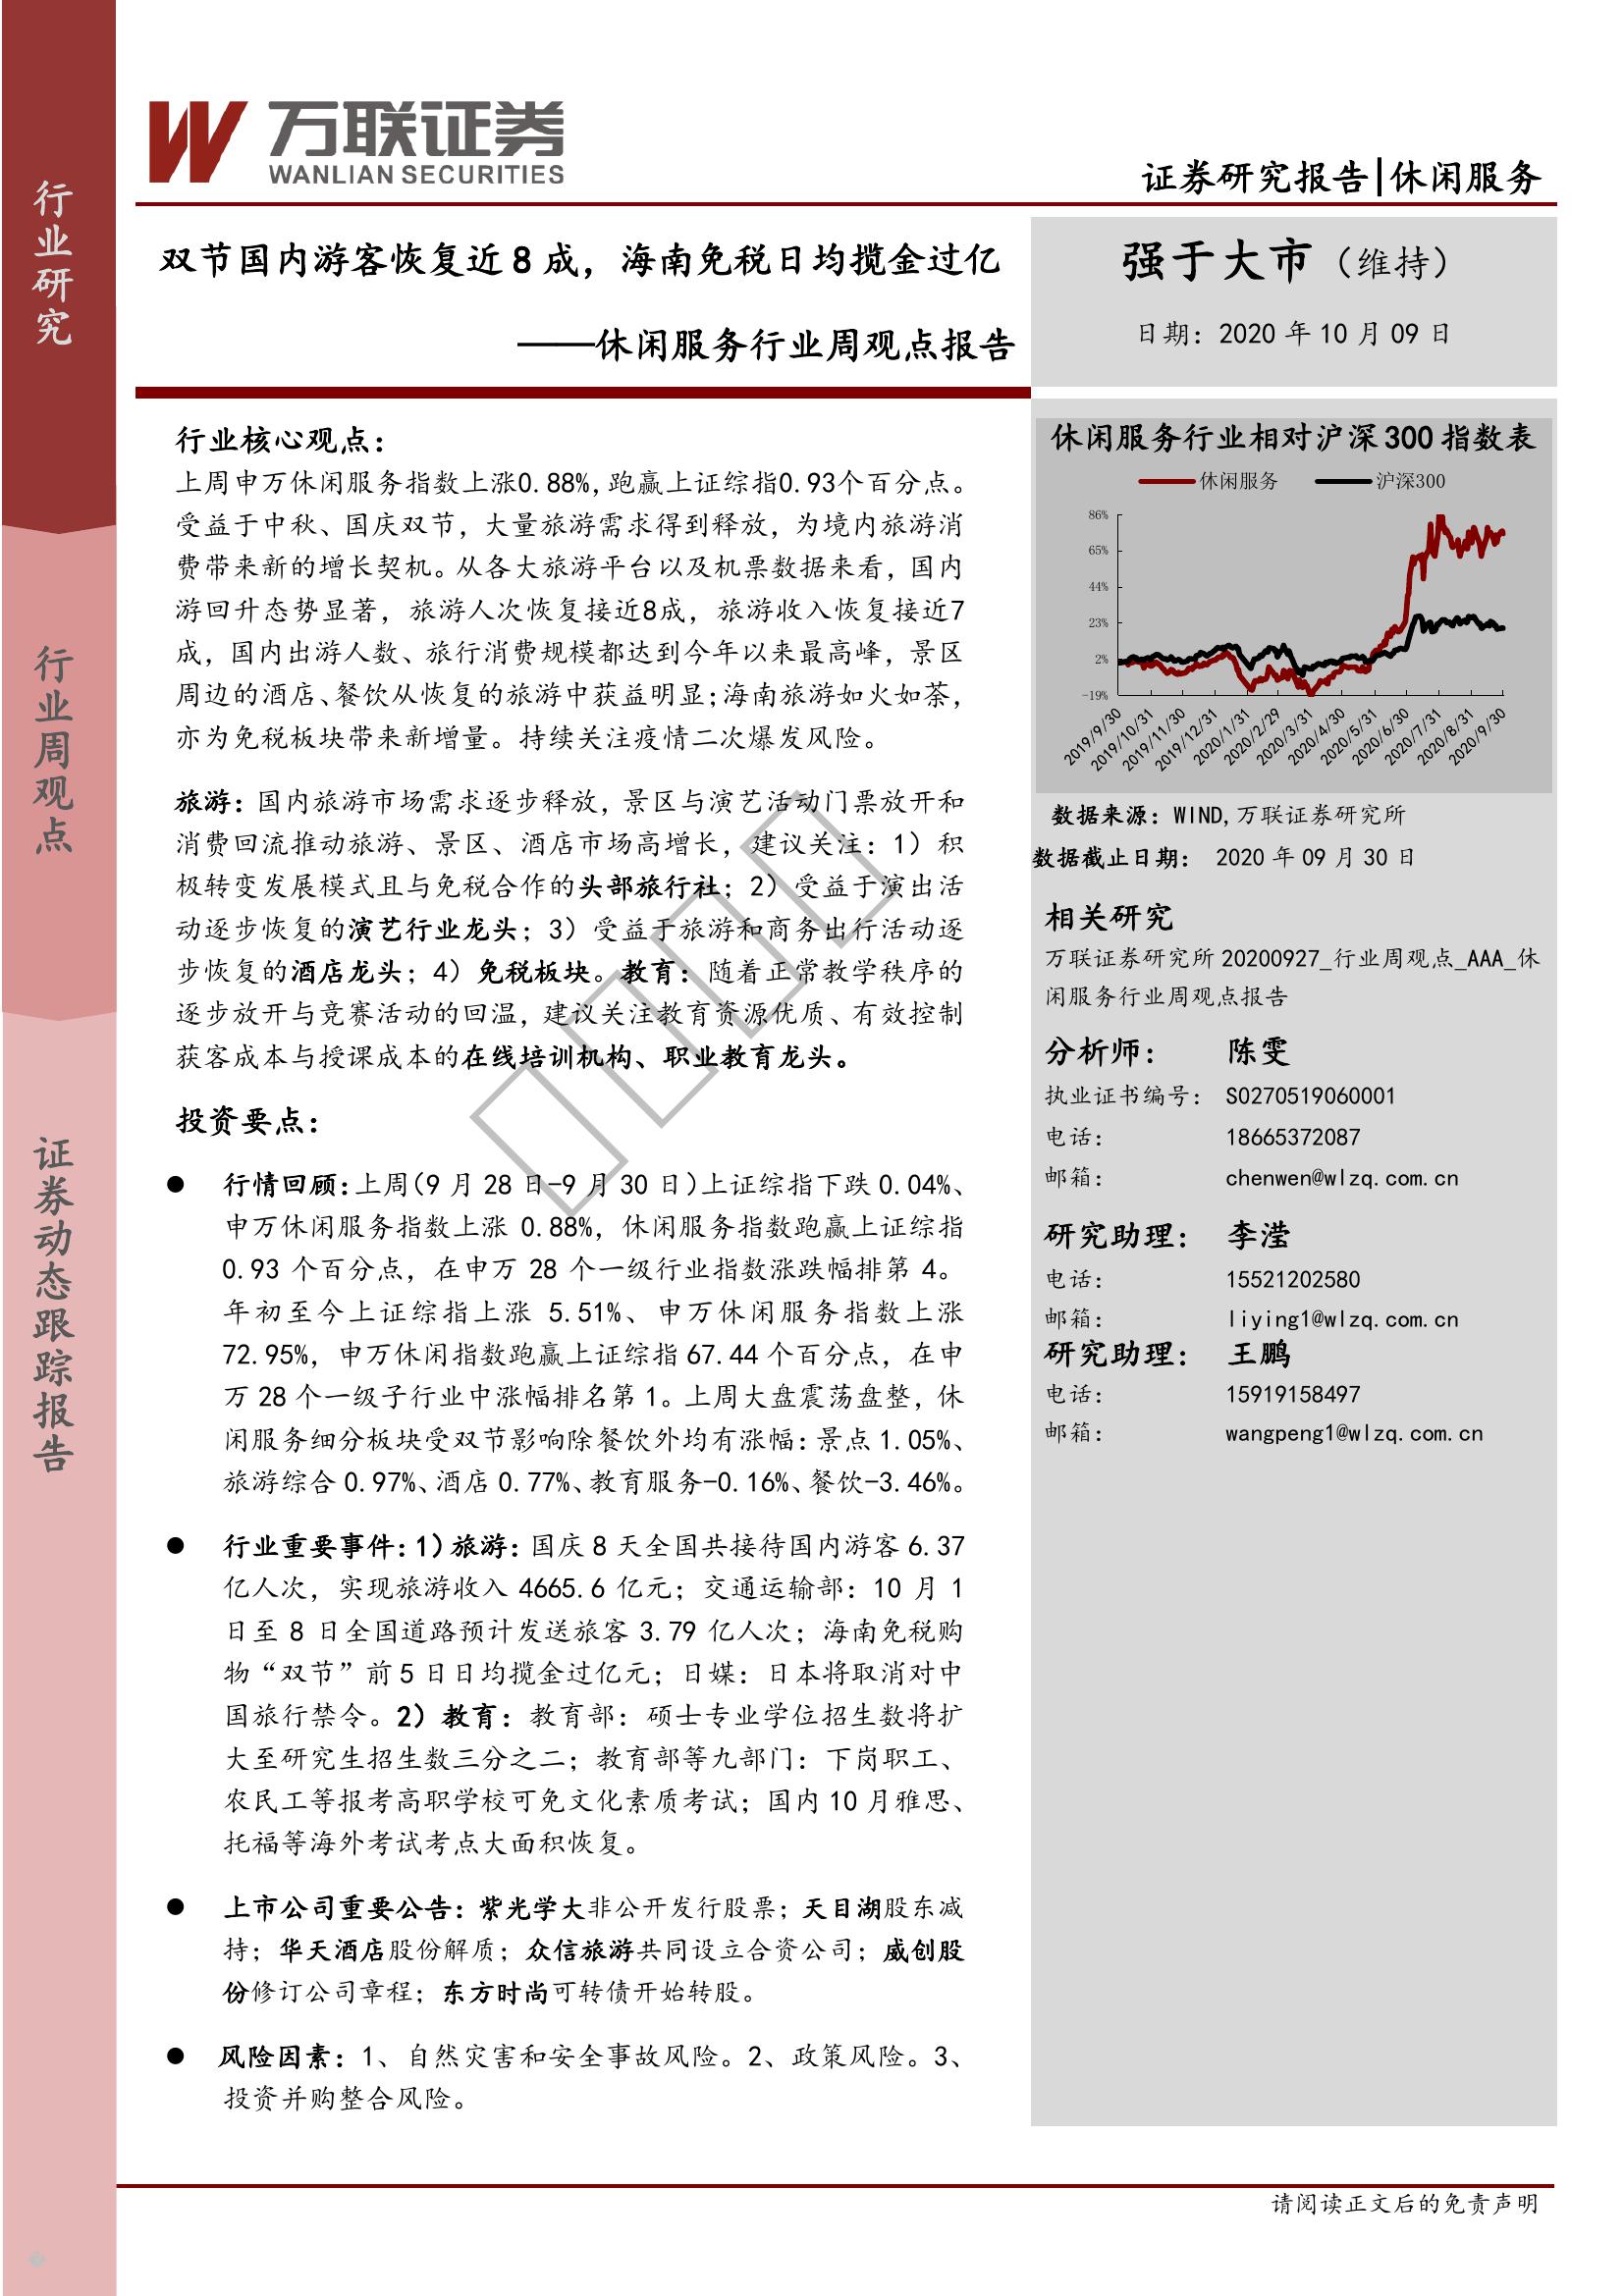 行业研究
行业周观点
证券动态跟踪报告
万联证券
WANLIAN SECURITIES
证券研究报告|休闲服务
双节国内游客恢复近 8 成，海南免税日均揽金过亿
——休闲服务行业周观点报告
强于大市（维持）
日期：2020 年 10 月 09 日
行业核心观点：
上周申万休闲服务指数上涨0.88%,跑赢上证综指0.93个百分点。
受益于中秋、国庆双节，大量旅游需求得到释放，为境内旅游消
费带来新的增长契机。从各大旅游平台以及机票数据来看，国内
游回升态势显著，旅游人次恢复接近8成，旅游收入恢复接近7
成，国内出游人数、旅行消费规模都达到今年以来最高峰，景区
周边的酒店、餐饮从恢复的旅游中获益明显；海南旅游如火如荼，
亦为免税板块带来新增量。持续关注疫情二次爆发风险。
旅游：国内旅游市场需求逐步释放，景区与演艺活动门票放开和
消费回流推动旅游、景区、酒店市场高增长，建议关注：1）积
极转变发展模式且与免税合作的头部旅行社；2）受益于演出活
动逐步恢复的演艺行业龙头；3）受益于旅游和商务出行活动逐
步恢复的酒店龙头；4）免税板块。教育：随着正常教学秩序的
逐步放开与竞赛活动的回温，建议关注教育资源优质、有效控制
获客成本与授课成本的在线培训机构、职业教育龙头。
投资要点：
● 行情回顾：上周（9 月 28 日-9 月 30 日）上证综指下跌 0.04%、
申万休闲服务指数上涨 0.88%，休闲服务指数跑赢上证综指
0.93 个百分点，在申万 28 个一级行业指数涨跌幅排第 4。
年初至今上证综指上涨 5.51%、申万休闲服务指数上涨
72.95%，申万休闲指数跑赢上证综指 67.44 个百分点，在申
万 28 个一级子行业中涨幅排名第 1。上周大盘震荡盘整，休
闲服务细分板块受双节影响除餐饮外均有涨幅：景点 1.05%、
旅游综合 0.97%、酒店 0.77%、教育服务-0.16%、餐饮-3.46%。
● 行业重要事件：1）旅游：国庆 8 天全国共接待国内游客 6.37
亿人次，实现旅游收入 4665.6 亿元；交通运输部：10 月 1
日至 8 日全国道路预计发送旅客 3.79 亿人次；海南免税购
物“双节”前 5 日日均揽金过亿元；日媒：日本将取消对中
国旅行禁令。2）教育：教育部：硕士专业学位招生数将扩
大至研究生招生数三分之二；教育部等九部门：下岗职工、
农民工等报考高职学校可免文化素质考试；国内 10 月雅思、
托福等海外考试考点大面积恢复。
● 上市公司重要公告：紫光学大非公开发行股票；天目湖股东减
持；华天酒店股份解质；众信旅游共同设立合资公司；威创股
份修订公司章程；东方时尚可转债开始转股。
● 风险因素：1、自然灾害和安全事故风险。2、政策风险。3、
投资并购整合风险。
休闲服务行业相对沪深 300 指数表
休闲服务 沪深300
86%
65%
44%
23%
2%
-19%
2019/9/30
2019/10/31
2019/11/30
2019/12/31
2020/1/31
2020/2/29
2020/3/31
2020/4/30
2020/5/31
2020/6/30
2020/7/31
2020/8/31
2020/9/30
数据来源：WIND,万联证券研究所
数据截止日期： 2020 年 09 月 30 日
相关研究
万联证券研究所 20200927_行业周观点_AAA_休
闲服务行业周观点报告
分析师： 陈雯
执业证书编号： S0270519060001
电话： 18665372087
邮箱： chenwen@wlzq.com.cn
研究助理： 李滢
电话： 15521202580
邮箱： liying1@wlzq.com.cn
研究助理： 王鹏
电话： 15919158497
邮箱： wangpeng1@wlzq.com.cn
请阅读正文后的免责声明